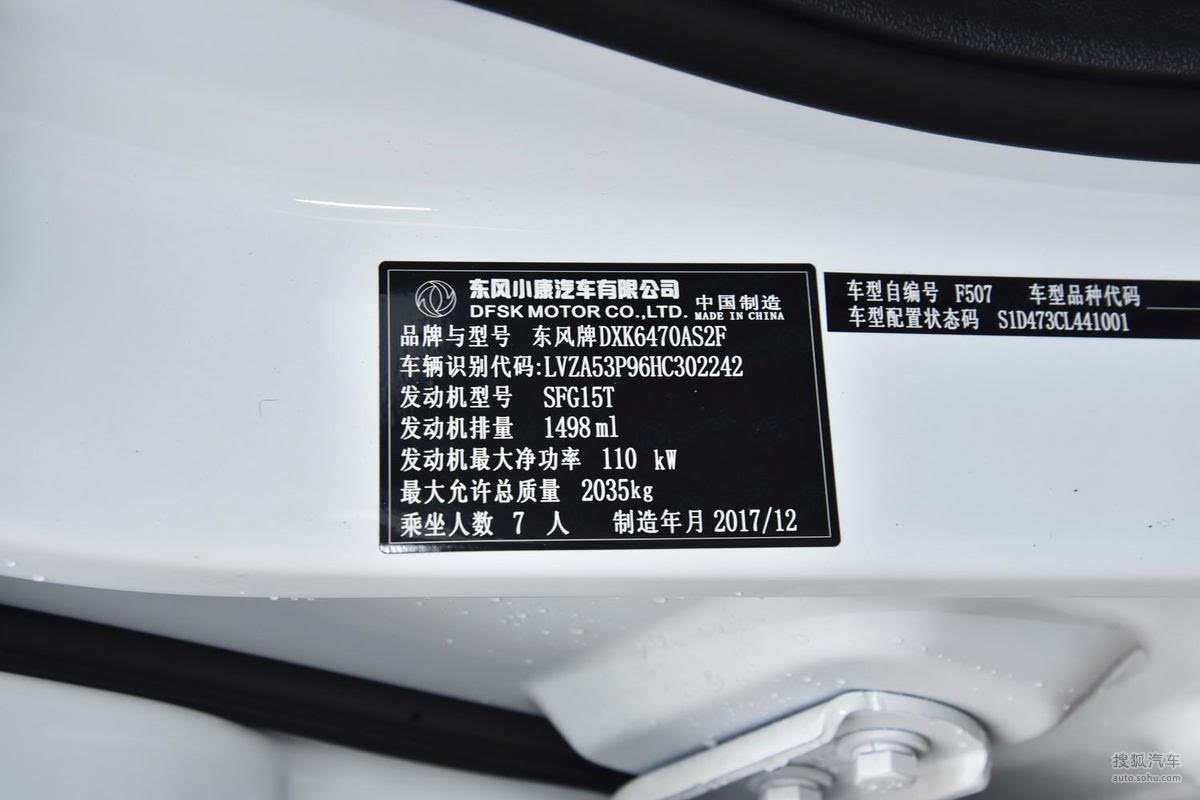 东风小康汽车有限公司
DFSK MOTOR CO.,LTD.
中国制造
MADE IN CHINA
品牌与型号 东风牌DXK6470AS2F
车辆识别代码:LVZA53P96HC302242
发动机型号 SFG15T
发动机排量 1498ml
发动机最大净功率 110 kW
最大允许总质量 2035kg
乘坐人数 7 人 制造年月 2017/12
车型自编号 F507 车型品种代码
车型配置状态码 S1D473CL441001
搜狐汽车
auto.sohu.com